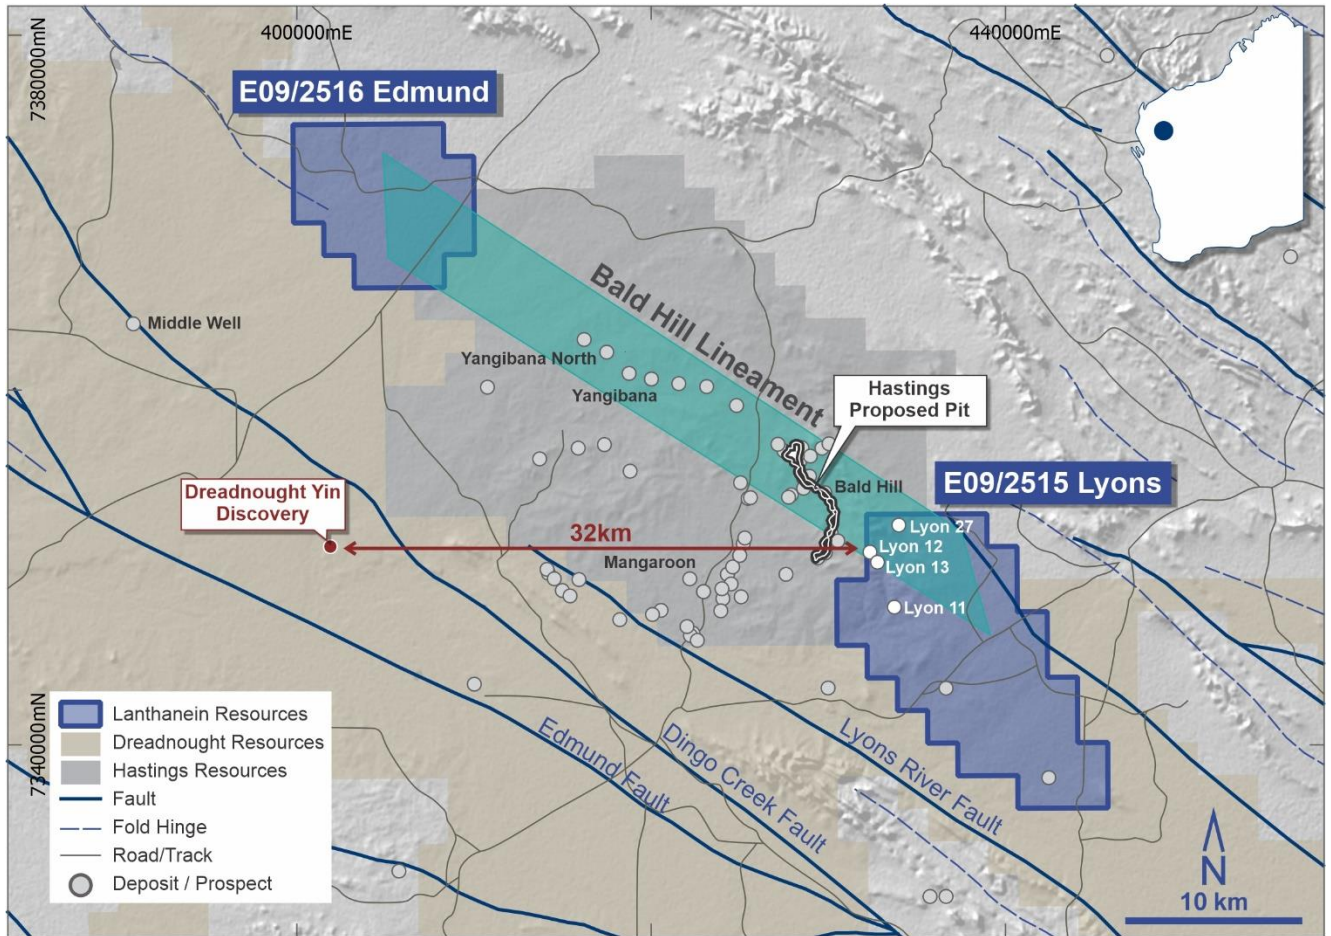 400000mE
440000mE
7380000mN
E09/2516 Edmund
Middle Well
Bald Hill Lineament
Yangibana North
Yangibana
Hastings
Proposed Pit
Bald Hill
E09/2515 Lyons
Dreadnought Yin
Discovery
32km
Mangaroon
Lyon 27
Lyon 12
Lyon 13
Lyon 11
7340000mN
Edmund Fault
Dingo Creek Fault
Lyons River Fault
Lanthanein Resources
Dreadnought Resources
Hastings Resources
Fault
Fold Hinge
Road/Track
Deposit / Prospect
N
10 km